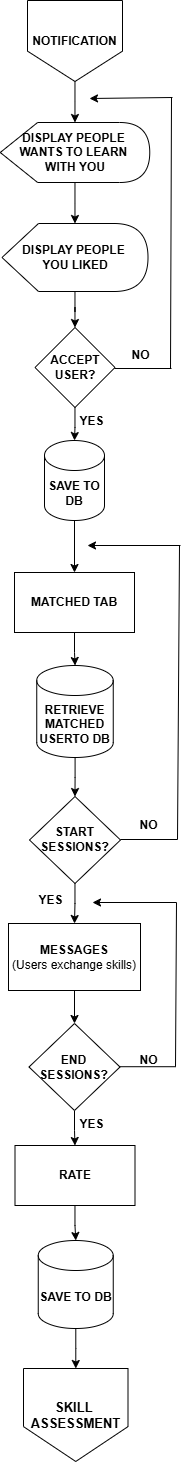 NOTIFICATION
DISPLAY PEOPLE
WANTS TO LEARN
WITH YOU
DISPLAY PEOPLE
YOU LIKED
ACCEPT
USER?
NO
YES
SAVE TO
DB
MATCHED TAB
RETRIEVE
MATCHED
USERTO DB
START
SESSIONS?
NO
YES
MESSAGES
(Users exchange skills)
END
SESSIONS?
NO
YES
RATE
SAVE TO DB
SKILL
ASSESSMENT